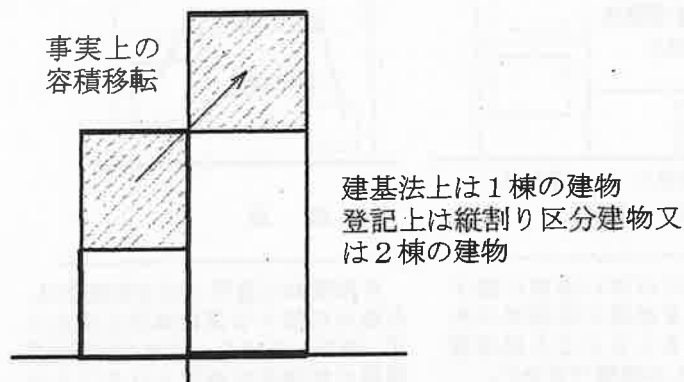 事実上の
容積移転
建基法上は１棟の建物
登記上は縦割り区分建物又
は２棟の建物